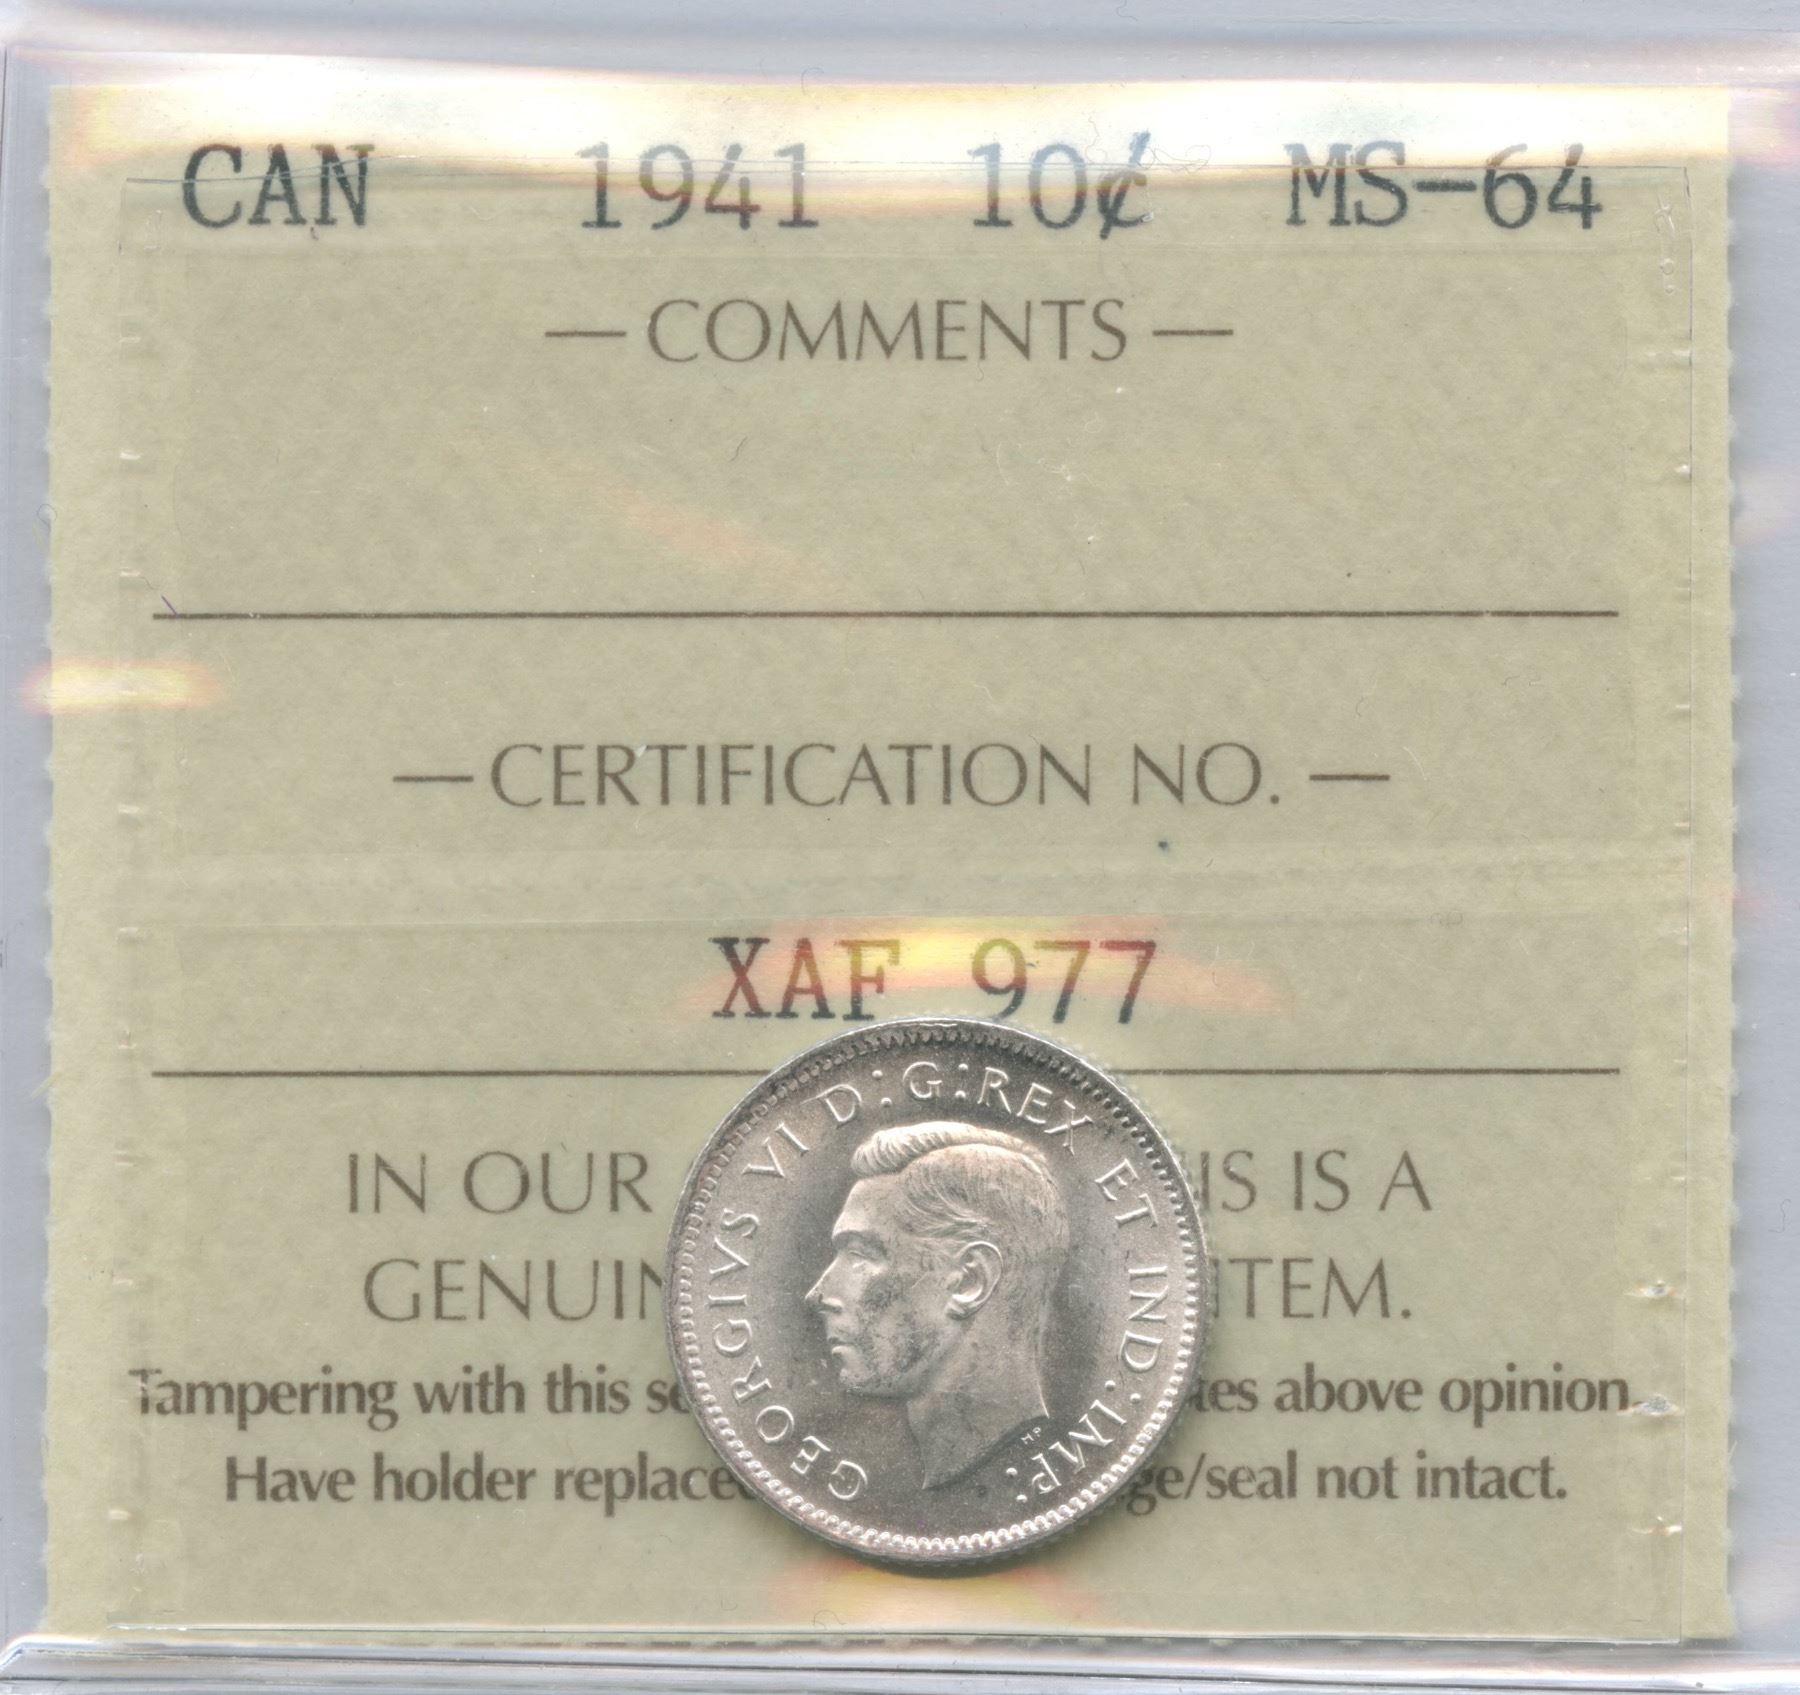 CAN 1941 10¢ MS-64
— COMMENTS —
— CERTIFICATION NO. —
XAF 977
IN OUR IS IS A
GENUIN ITEM.
Tampering with this se tes above opinion.
Have holder replace ge/seal not intact.
GEORGIVS VI D:G:REX ET IND:IMP:
HP